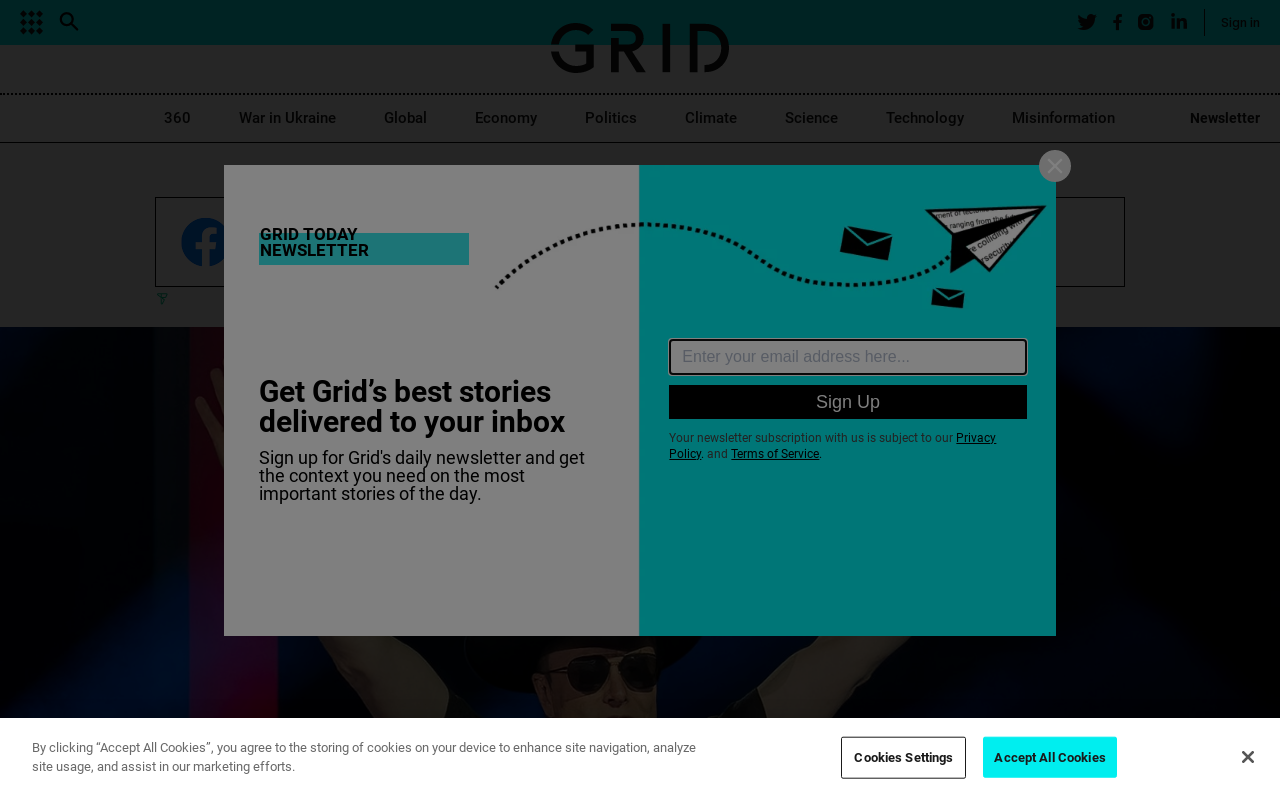 GRID
Sign in
360
War in Ukraine
Global
Economy
Politics
Climate
Science
Technology
Misinformation
Newsletter
GRID TODAY
NEWSLETTER
Get Grid’s best stories
delivered to your inbox
Sign up for Grid's daily newsletter and get
the context you need on the most
important stories of the day.
Enter your email address here...
Sign Up
Your newsletter subscription with us is subject to our Privacy
Policy. and Terms of Service.
By clicking “Accept All Cookies”, you agree to the storing of cookies on your device to enhance site navigation, analyze
site usage, and assist in our marketing efforts.
Cookies Settings
Accept All Cookies